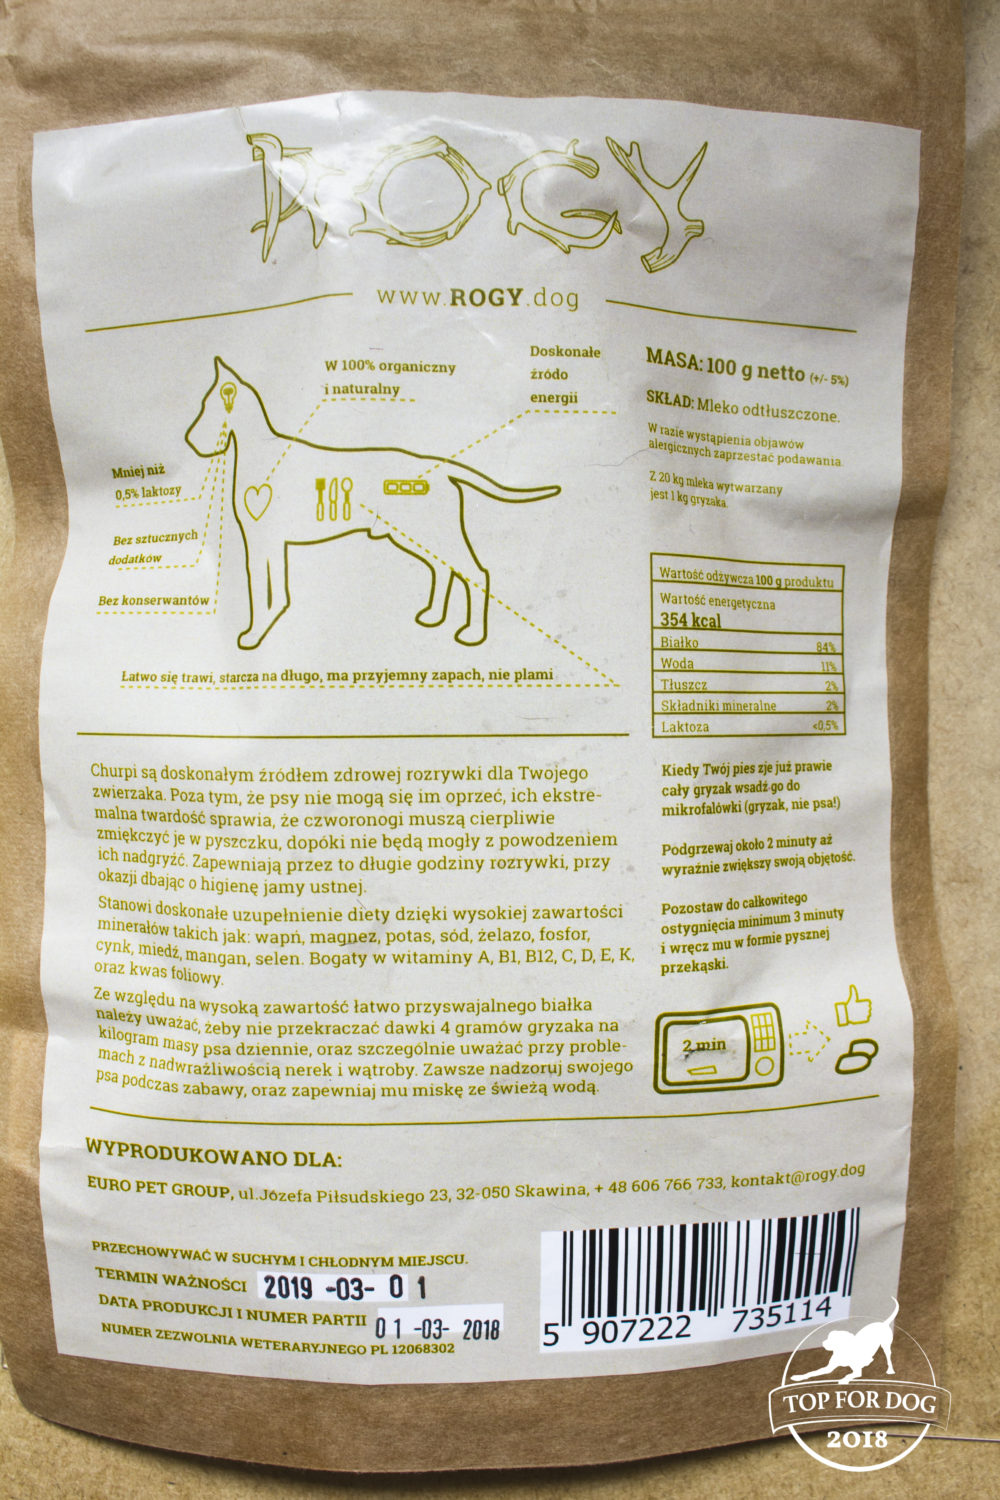 ROGY
www.ROGY.dog
W 100% organiczny
i naturalny
Doskonałe
źródo
energii
Mniej niż
0,5% laktozy
Bez sztucznych
dodatków
Bez konserwantów
Łatwo się trawi, starcza na długo, ma przyjemny zapach, nie plami
MASA: 100 g netto (+/- 5%)
SKŁAD: Mleko odtłuszczone.
W razie wystąpienia objawów
alergicznych zaprzestać podawania.
Z 20 kg mleka wytwarzany
jest 1 kg gryzaka.
Wartość odżywcza 100 g produktu
Wartość energetyczna
354 kcal
Białko 84%
Woda 11%
Tłuszcz 2%
Składniki mineralne 2%
Laktoza <0,5%
Churpi są doskonałym źródłem zdrowej rozrywki dla Twojego
zwierzaka. Poza tym, że psy nie mogą się im oprzeć, ich ekstre-
malna twardość sprawia, że czworonogi muszą cierpliwie
zmiękczyć je w pyszczku, dopóki nie będą mogły z powodzeniem
ich nadgryźć. Zapewniają przez to długie godziny rozrywki, przy
okazji dbając o higienę jamy ustnej.
Stanowi doskonałe uzupełnienie diety dzięki wysokiej zawartości
minerałów takich jak: wapń, magnez, potas, sód, żelazo, fosfor,
cynk, miedź, mangan, selen. Bogaty w witaminy A, B1, B12, C, D, E, K,
oraz kwas foliowy.
Ze względu na wysoką zawartość łatwo przyswajalnego białka
należy uważać, żeby nie przekraczać dawki 4 gramów gryzaka na
kilogram masy psa dziennie, oraz szczególnie uważać przy proble-
mach z nadwrażliwością nerek i wątroby. Zawsze nadzoruj swojego
psa podczas zabawy, oraz zapewniaj mu miskę ze świeżą wodą.
Kiedy Twój pies zje już prawie
cały gryzak wsadź go do
mikrofalówki (gryzak, nie psa!)
Podgrzewaj około 2 minuty aż
wyraźnie zwiększy swoją objętość.
Pozostaw do całkowitego
ostygnięcia minimum 3 minuty
i wręcz mu w formie pysznej
przekąski.
2 min
WYPRODUKOWANO DLA:
EURO PET GROUP, ul.Józefa Piłsudskiego 23, 32-050 Skawina, + 48 606 766 733, kontakt@rogy.dog
PRZECHOWYWAĆ W SUCHYM I CHŁODNYM MIEJSCU.
TERMIN WAŻNOŚCI 2019 -03- 01
DATA PRODUKCJI I NUMER PARTII 01 -03- 2018
NUMER ZEZWOLNIA WETERARYJNEGO PL 12068302
5 907222 735114
TOP FOR DOG
2018